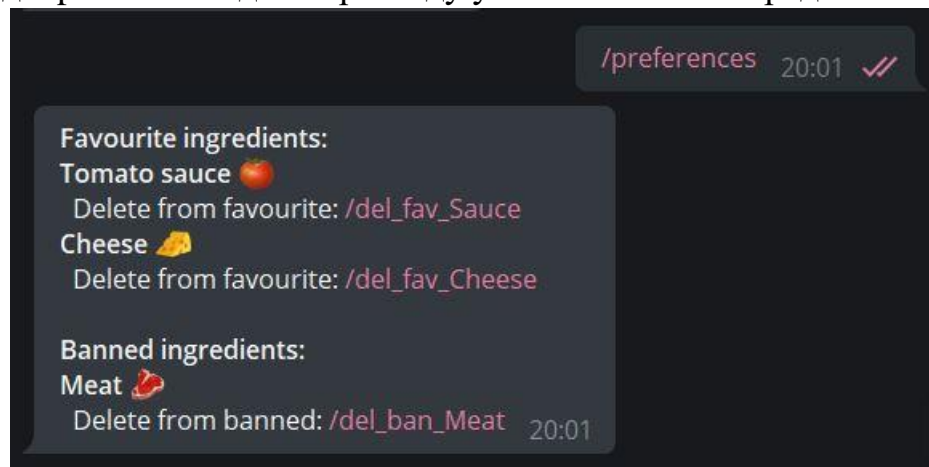 /preferences 20:01
Favourite ingredients:
Tomato sauce 🍅
Delete from favourite: /del_fav_Sauce
Cheese 🧀
Delete from favourite: /del_fav_Cheese
Banned ingredients:
Meat 🥩
Delete from banned: /del_ban_Meat 20:01